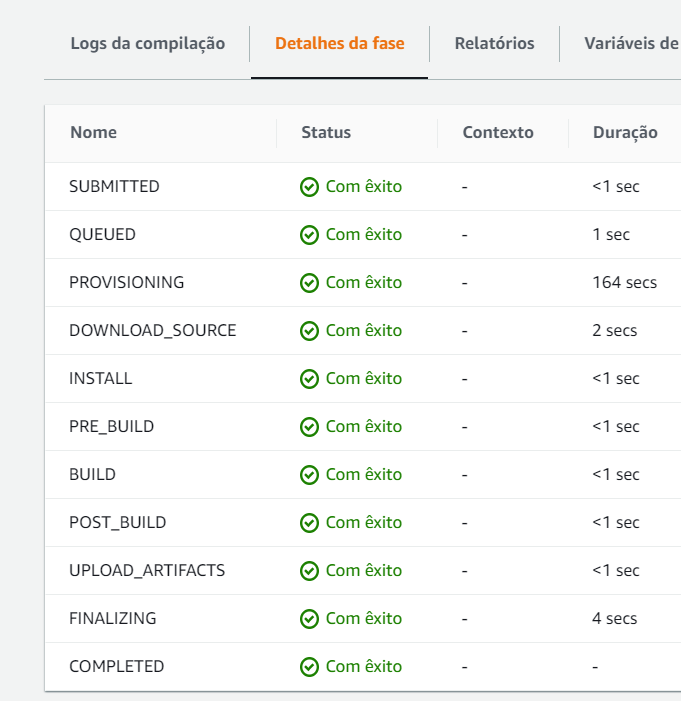 Logs da compilação Detalhes da fase Relatórios Variáveis de
Nome Status Contexto Duração
SUBMITTED Com êxito - <1 sec
QUEUED Com êxito - 1 sec
PROVISIONING Com êxito - 164 secs
DOWNLOAD_SOURCE Com êxito - 2 secs
INSTALL Com êxito - <1 sec
PRE_BUILD Com êxito - <1 sec
BUILD Com êxito - <1 sec
POST_BUILD Com êxito - <1 sec
UPLOAD_ARTIFACTS Com êxito - <1 sec
FINALIZING Com êxito - 4 secs
COMPLETED Com êxito - -